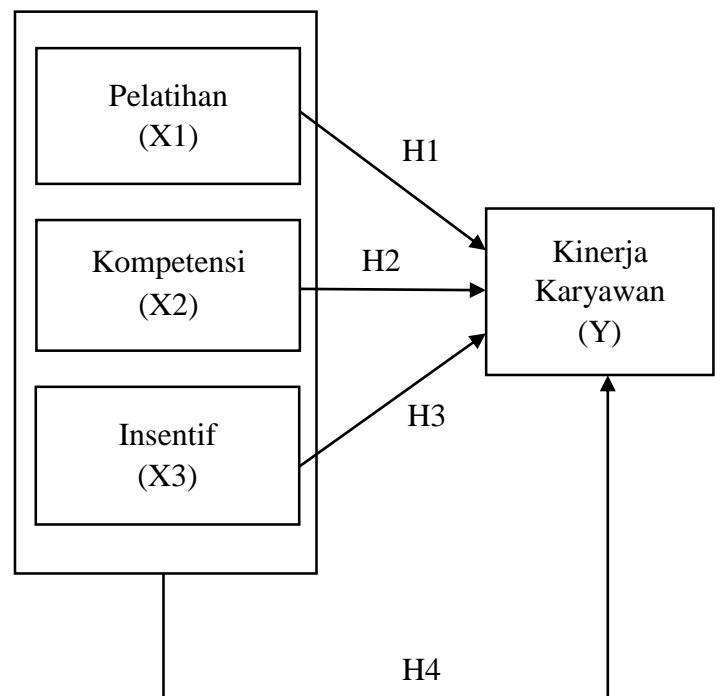 Pelatihan
(X1)
H1
Kompetensi
(X2)
H2
Kinerja
Karyawan
(Y)
Insentif
(X3)
H3
H4